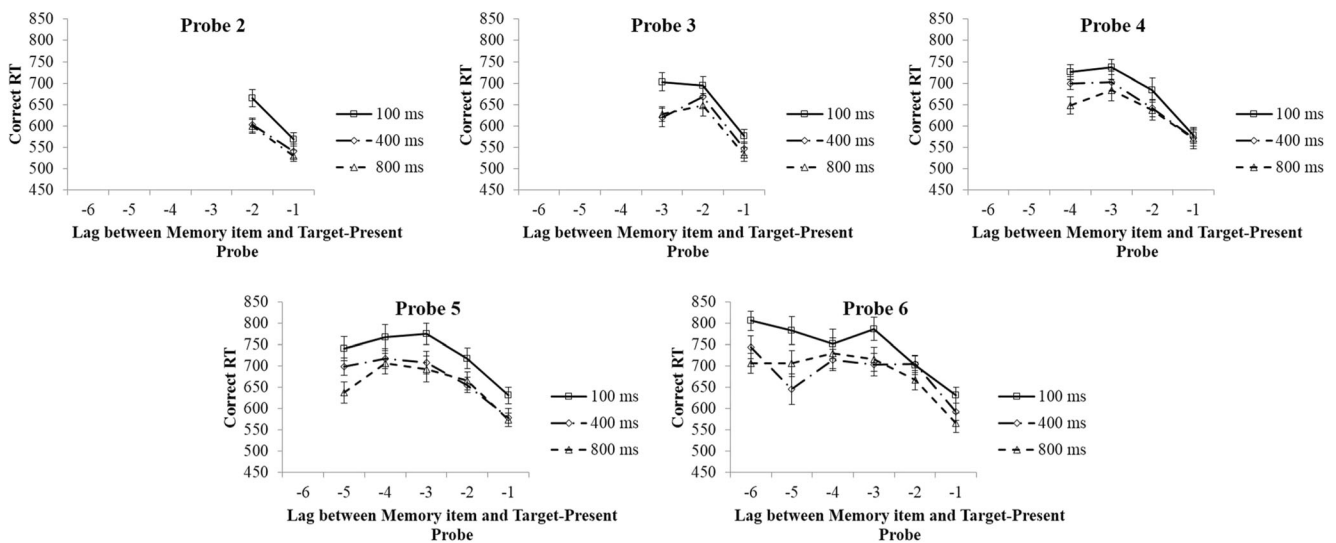 Probe 2
850
800
750
700
650
600
550
500
450
Correct RT
100 ms
400 ms
800 ms
-6 -5 -4 -3 -2 -1
Lag between Memory item and Target-Present
Probe
Probe 3
850
800
750
700
650
600
550
500
450
Correct RT
100 ms
400 ms
800 ms
-6 -5 -4 -3 -2 -1
Lag between Memory item and Target-Present
Probe
Probe 4
850
800
750
700
650
600
550
500
450
Correct RT
100 ms
400 ms
800 ms
-6 -5 -4 -3 -2 -1
Lag between Memory item and Target-Present
Probe
Probe 5
850
800
750
700
650
600
550
500
450
Correct RT
100 ms
400 ms
800 ms
-6 -5 -4 -3 -2 -1
Lag between Memory item and Target-Present
Probe
Probe 6
850
800
750
700
650
600
550
500
450
Correct RT
100 ms
400 ms
800 ms
-6 -5 -4 -3 -2 -1
Lag between Memory item and Target-Present
Probe